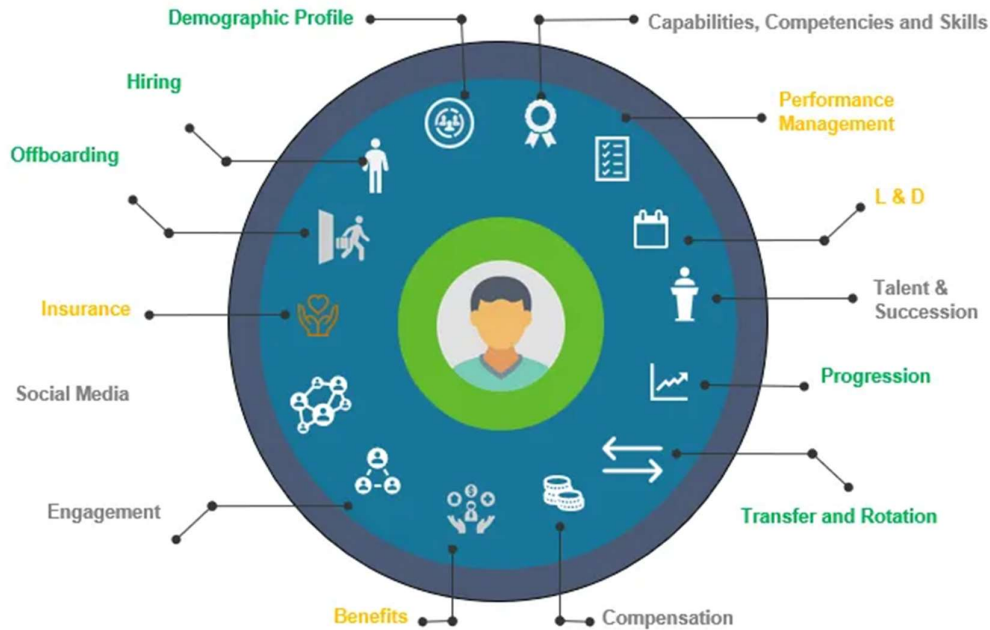 Demographic Profile
Capabilities, Competencies and Skills
Hiring
Performance
Management
Offboarding
L & D
Talent &
Succession
Insurance
Progression
Social Media
Engagement
Transfer and Rotation
Benefits
Compensation